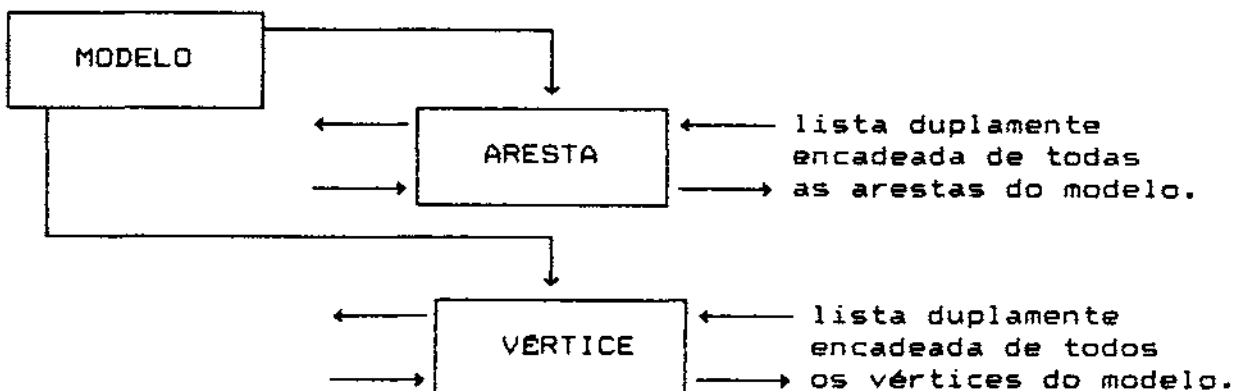 MODELO
ARESTA
lista duplamente
encadeada de todas
as arestas do modelo.
VÉRTICE
lista duplamente
encadeada de todos
os vértices do modelo.